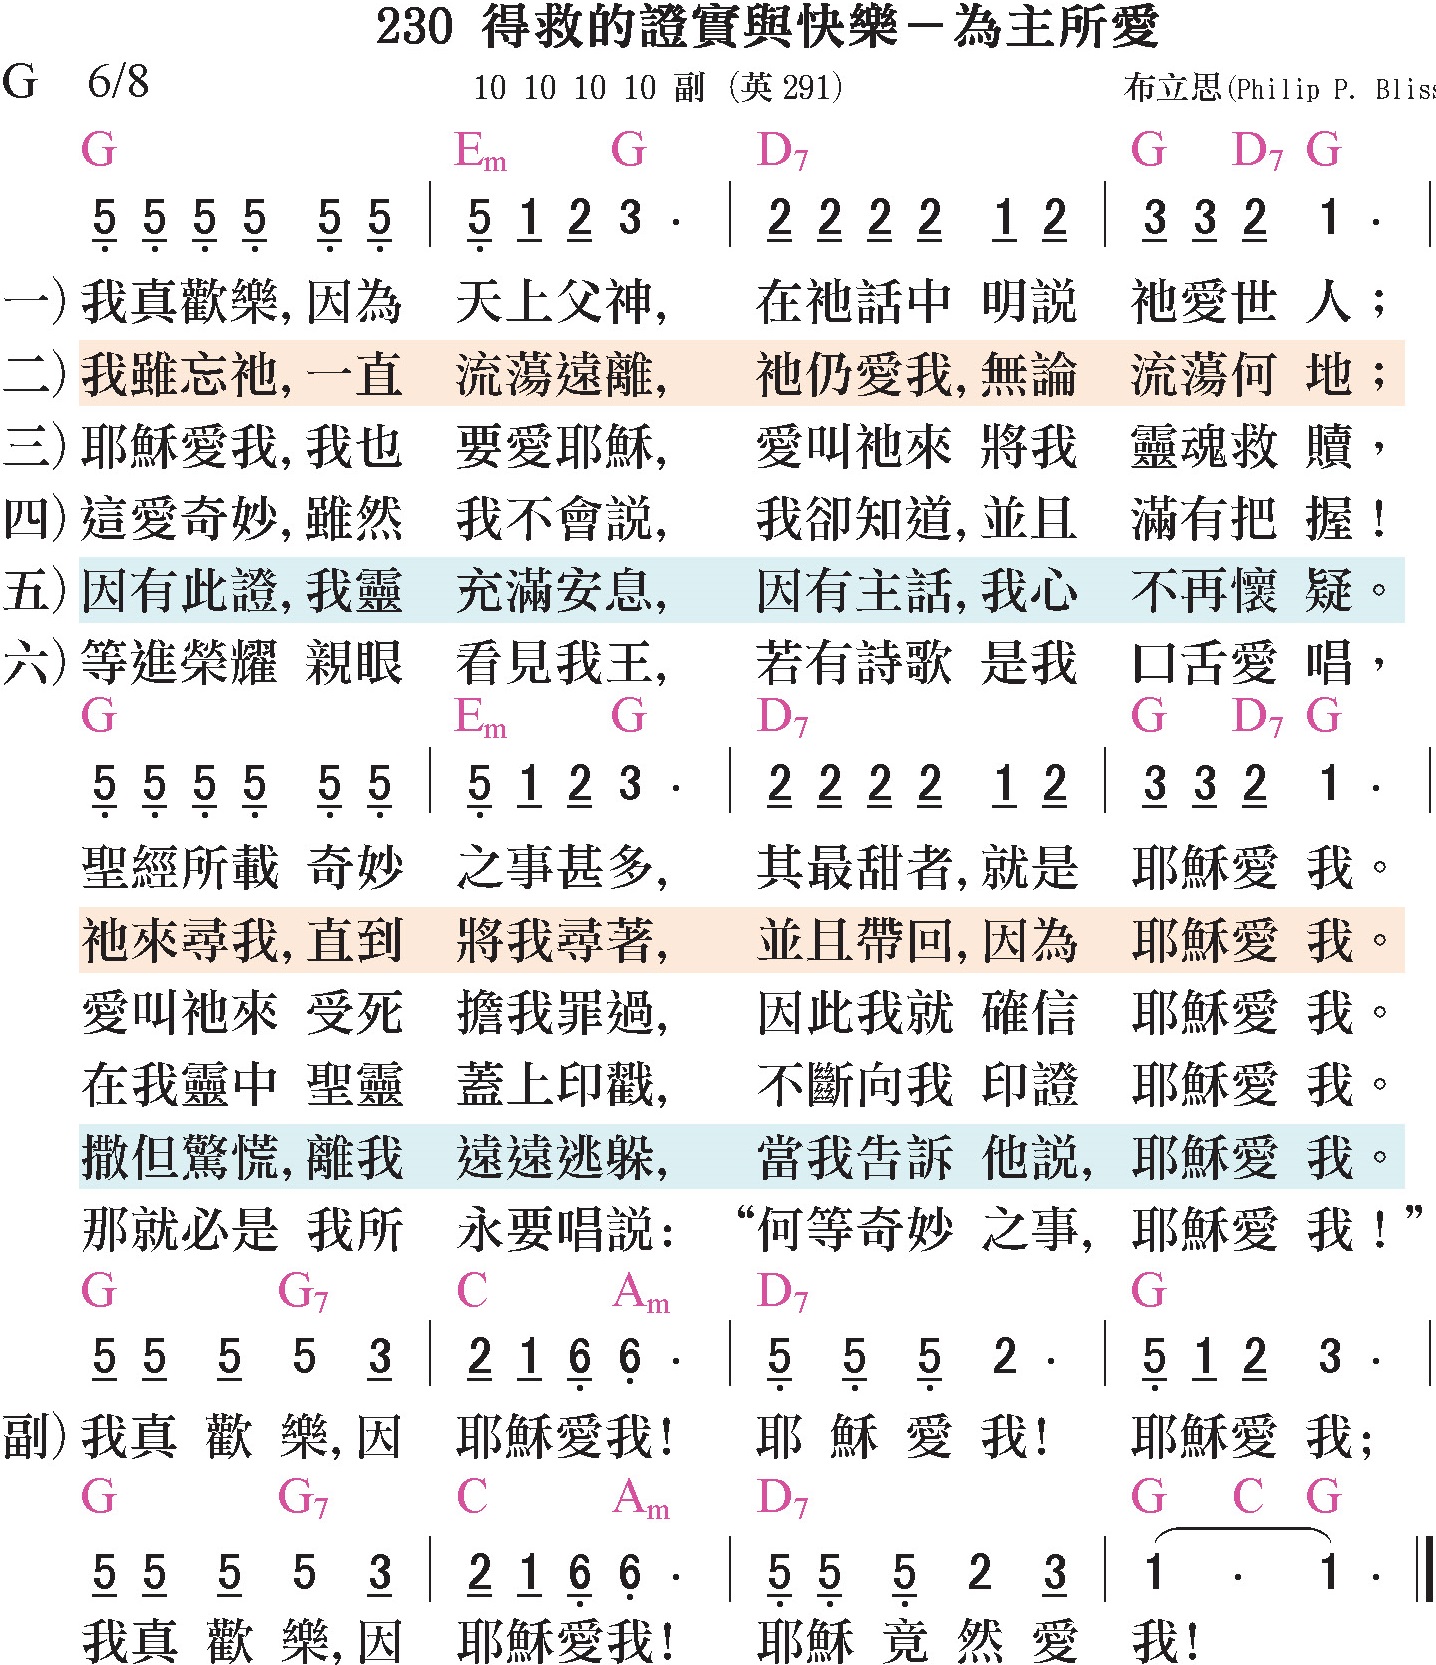 230 得救的證實與快樂－為主所愛
G 6/8 10 10 10 10 副 (英 291) 布立思(Philip P. Bliss
G Em G D7 G D7 G
5 5 5 5 5 5 | 5 1 2 3 · | 2 2 2 2 1 2 | 3 3 2 1 · |
一) 我真歡樂, 因為 天上父神, 在祂話中 明説 祂愛世 人；
二) 我雖忘祂, 一直 流蕩遠離, 祂仍愛我, 無論 流蕩何 地；
三) 耶穌愛我, 我也 要愛耶穌, 愛叫祂來 將我 靈魂救 贖，
四) 這愛奇妙, 雖然 我不會説, 我卻知道, 並且 滿有把 握！
五) 因有此證, 我靈 充滿安息, 因有主話, 我心 不再懷 疑。
六) 等進榮耀 親眼 看見我王, 若有詩歌 是我 口舌愛 唱，
G Em G D7 G D7 G
5 5 5 5 5 5 | 5 1 2 3 · | 2 2 2 2 1 2 | 3 3 2 1 · |
聖經所載 奇妙 之事甚多, 其最甜者, 就是 耶穌愛 我。
祂來尋我, 直到 將我尋著, 並且帶回, 因為 耶穌愛 我。
愛叫祂來 受死 擔我罪過, 因此我就 確信 耶穌愛 我。
在我靈中 聖靈 蓋上印戳, 不斷向我 印證 耶穌愛 我。
撒但驚慌, 離我 遠遠逃躲, 當我告訴 他説, 耶穌愛 我。
那就必是 我所 永要唱説: “何等奇妙 之事, 耶穌愛 我！”
G G7 C Am D7 G
5 5 5 5 3 | 2 1 6 6 · | 5 5 5 2 · | 5 1 2 3 · |
副) 我真 歡 樂, 因 耶穌愛我! 耶 穌 愛 我! 耶穌愛 我;
G G7 C Am D7 G C G
5 5 5 5 3 | 2 1 6 6 · | 5 5 5 2 3 | 1 · 1 · ‖
我真 歡 樂, 因 耶穌愛我! 耶穌 竟 然 愛 我!